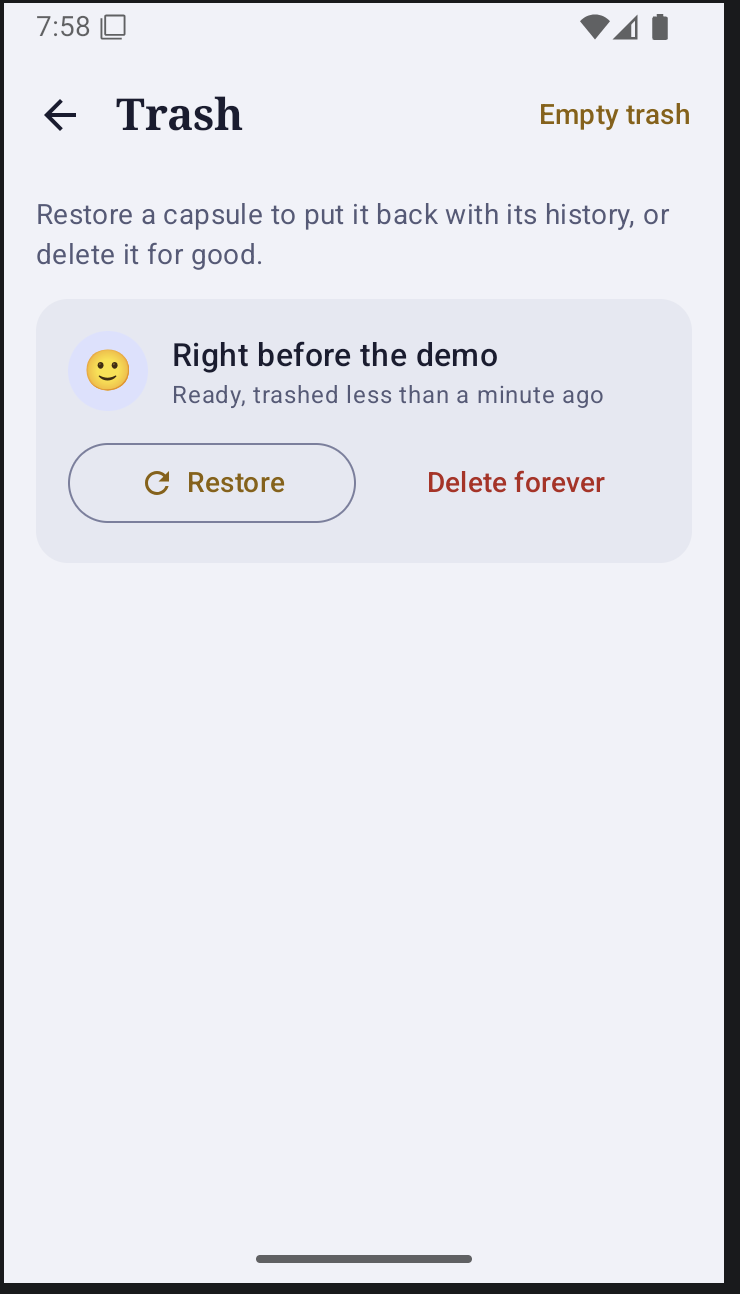 7:58
Trash
Empty trash
Restore a capsule to put it back with its history, or
delete it for good.
Right before the demo
Ready, trashed less than a minute ago
Restore
Delete forever